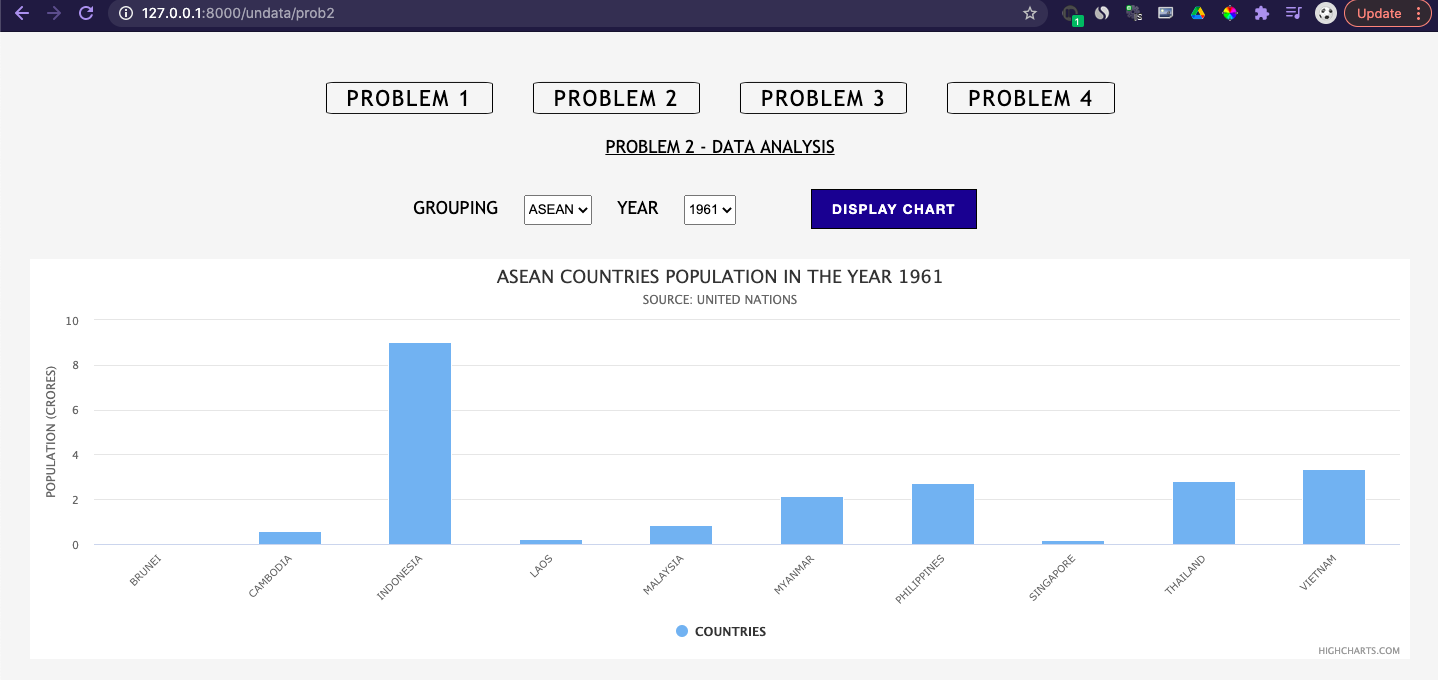 127.0.0.1:8000/undata/prob2
1
S
Update
PROBLEM 1 PROBLEM 2 PROBLEM 3 PROBLEM 4
PROBLEM 2 - DATA ANALYSIS
GROUPING ASEAN YEAR 1961 DISPLAY CHART
ASEAN COUNTRIES POPULATION IN THE YEAR 1961
SOURCE: UNITED NATIONS
POPULATION (CRORES)
10
8
6
4
2
0
BRUNEI CAMBODIA INDONESIA LAOS MALAYSIA MYANMAR PHILIPPINES SINGAPORE THAILAND VIETNAM
COUNTRIES
HIGHCHARTS.COM